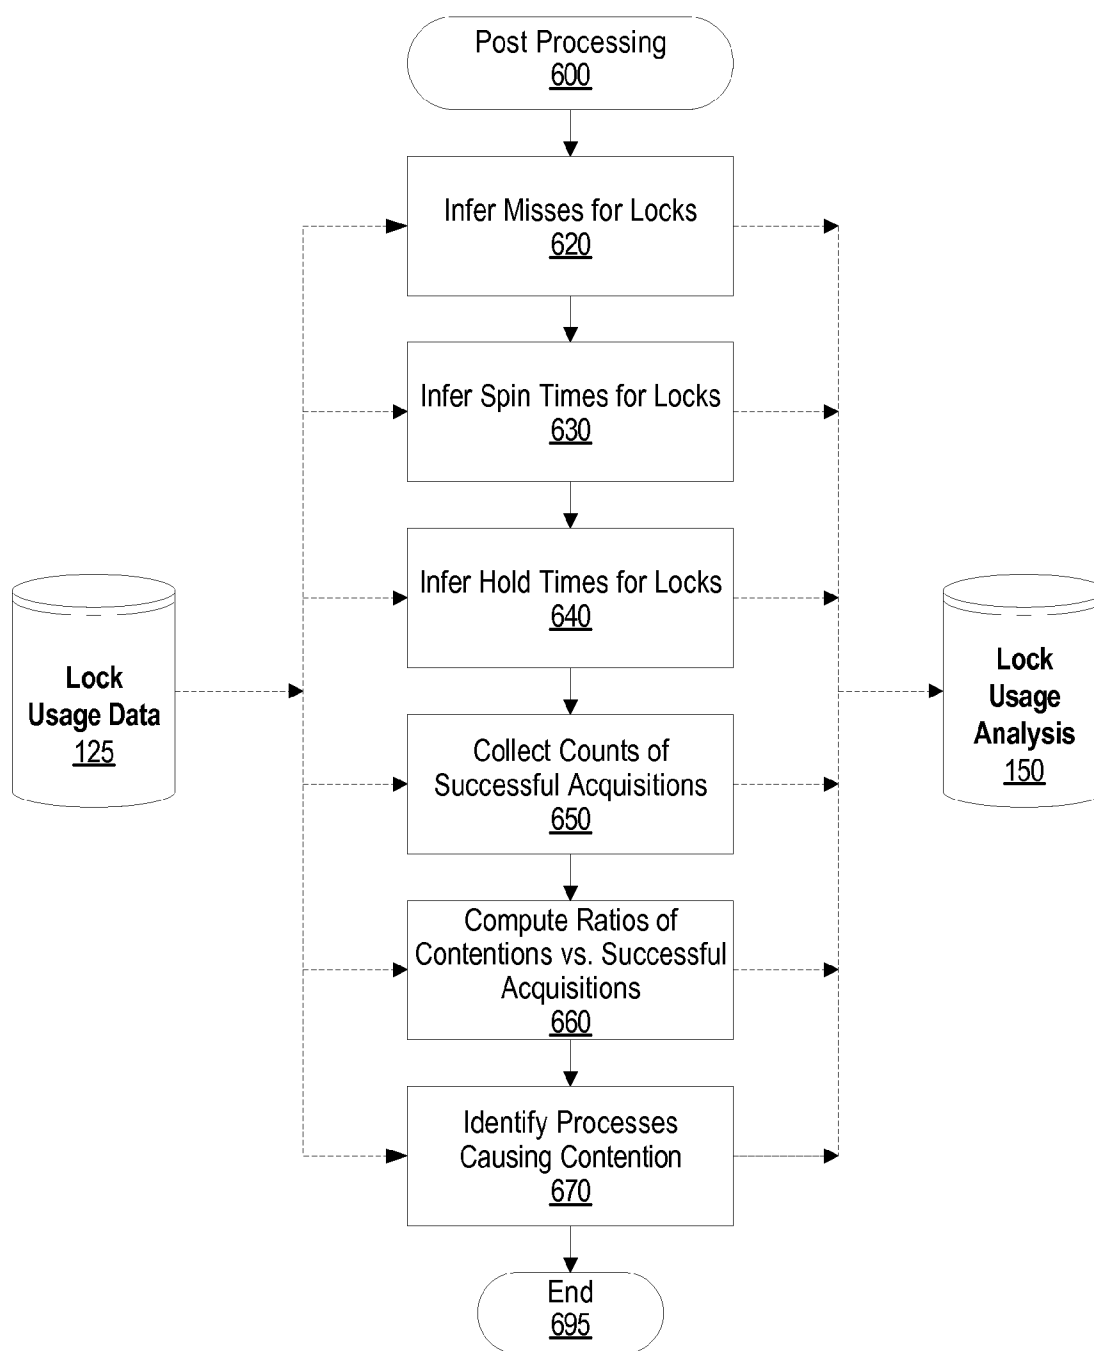 Post Processing
600
Infer Misses for Locks
620
Infer Spin Times for Locks
630
Infer Hold Times for Locks
640
Lock
Usage Data
125
Lock
Usage
Analysis
150
Collect Counts of
Successful Acquisitions
650
Compute Ratios of
Contentions vs. Successful
Acquisitions
660
Identify Processes
Causing Contention
670
End
695